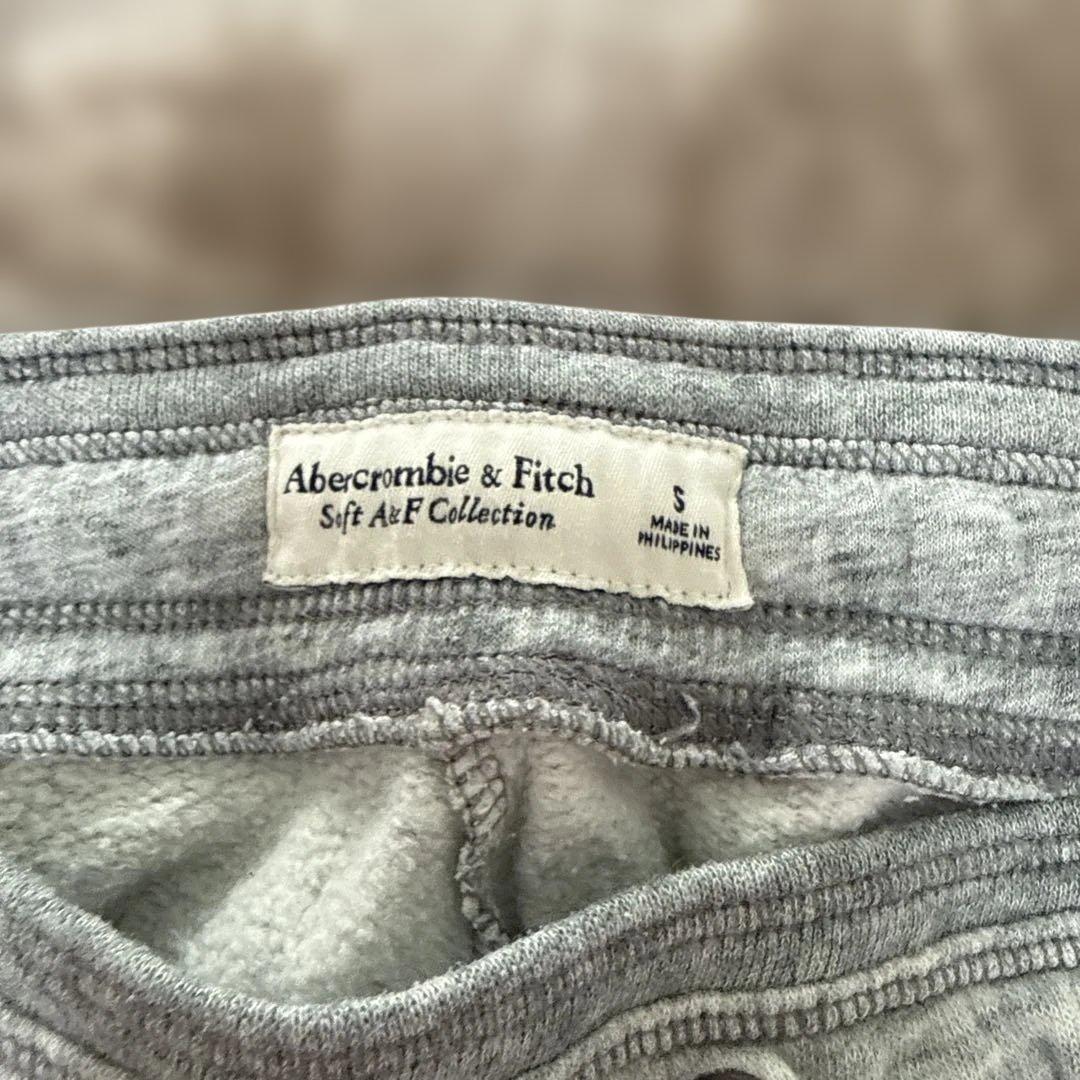 Abercrombie & Fitch
Soft A&F Collection
S
MADE IN
PHILIPPINES